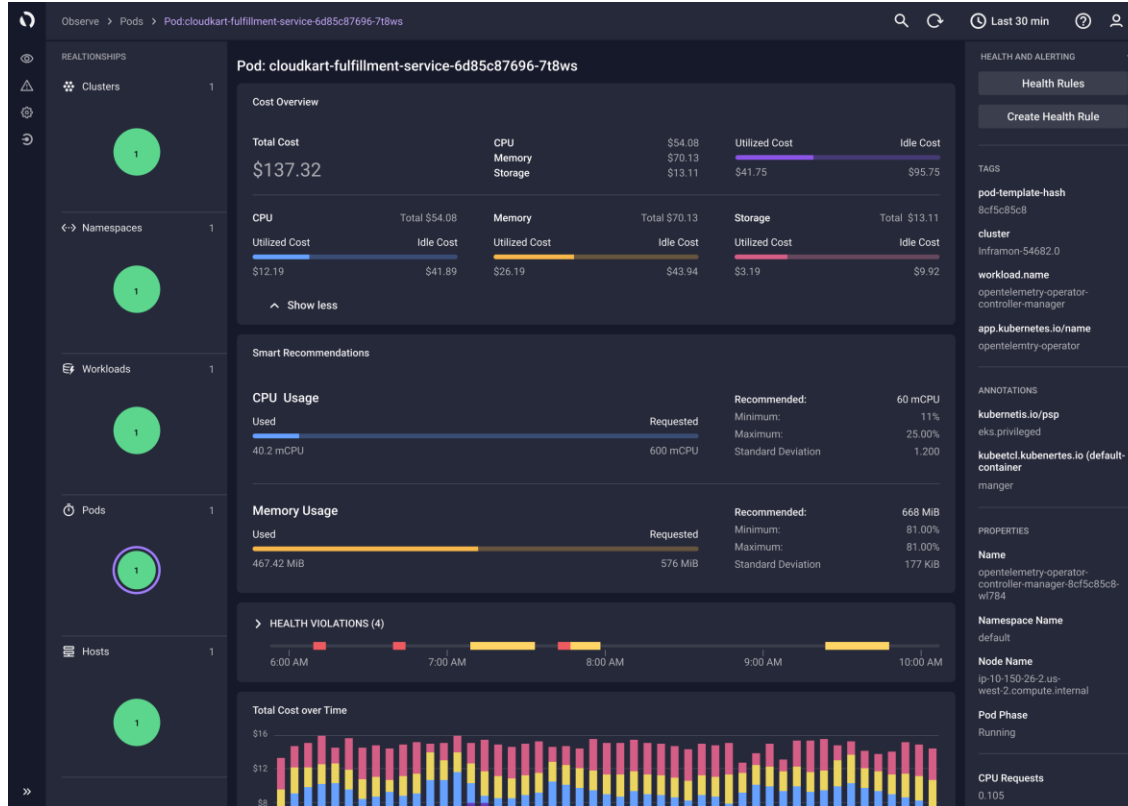 Observe > Pods > Pod:cloudkart-fulfillment-service-6d85c87696-7t8ws
Last 30 min
REALTIONSHIPS
Clusters 1
1
Namespaces 1
1
Workloads 1
1
Pods 1
1
Hosts 1
1
Pod: cloudkart-fulfillment-service-6d85c87696-7t8ws
Cost Overview
Total Cost
$137.32
CPU $54.08
Memory $70.13
Storage $13.11
Utilized Cost Idle Cost
$41.75 $95.75
CPU Total $54.08
Utilized Cost Idle Cost
$12.19 $41.89
Memory Total $70.13
Utilized Cost Idle Cost
$26.19 $43.94
Storage Total $13.11
Utilized Cost Idle Cost
$3.19 $9.92
Show less
Smart Recommendations
CPU Usage
Used Requested
40.2 mCPU 600 mCPU
Recommended: 60 mCPU
Minimum: 11%
Maximum: 25.00%
Standard Deviation 1.200
Memory Usage
Used Requested
467.42 MiB 576 MiB
Recommended: 668 MiB
Minimum: 81.00%
Maximum: 81.00%
Standard Deviation 177 KiB
> HEALTH VIOLATIONS (4)
6:00 AM 7:00 AM 8:00 AM 9:00 AM 10:00 AM
Total Cost over Time
$16
$12
$8
HEALTH AND ALERTING
Health Rules
Create Health Rule
TAGS
pod-template-hash
8cf5c85c8
cluster
Inframon-54682.0
workload.name
opentelemetry-operator-
controller-manager
app.kubernetes.io/name
opentelemtry-operator
ANNOTATIONS
kubernetis.io/psp
eks.privileged
kubeetcl.kubenertes.io (default-
container
manger
PROPERTIES
Name
opentelemetry-operator-
controller-manager-8cf5c85c8-
wl784
Namespace Name
default
Node Name
ip-10-150-26-2.us-
west-2.compute.internal
Pod Phase
Running
CPU Requests
0.105